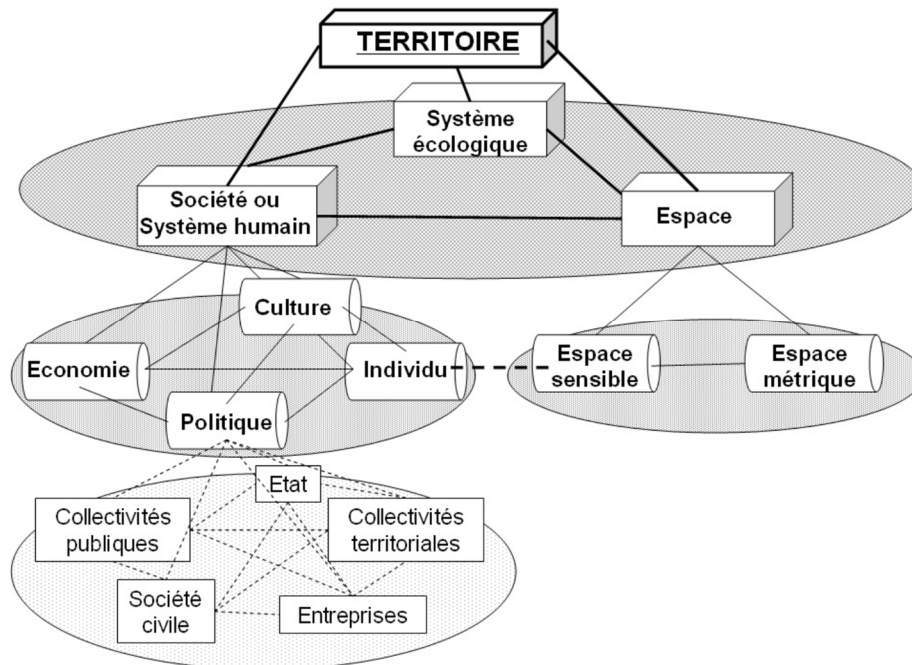 TERRITOIRE
Système
écologique
Société ou
Système humain
Espace
Culture
Economie
Individu
Espace
sensible
Espace
métrique
Politique
Etat
Collectivités
publiques
Collectivités
territoriales
Société
civile
Entreprises